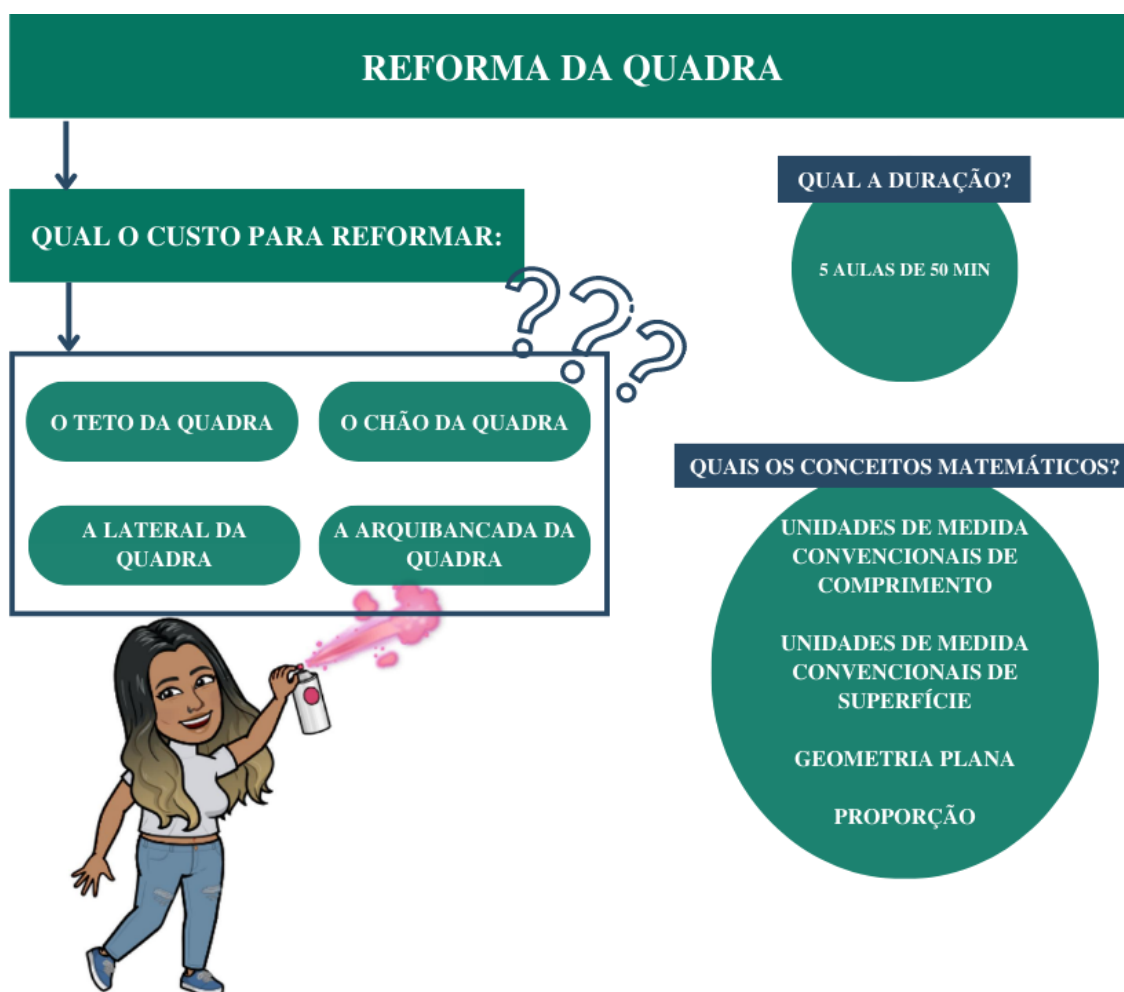 REFORMA DA QUADRA
QUAL O CUSTO PARA REFORMAR:
???
O TETO DA QUADRA
O CHÃO DA QUADRA
A LATERAL DA
QUADRA
A ARQUIBANCADA DA
QUADRA
QUAL A DURAÇÃO?
5 AULAS DE 50 MIN
QUAIS OS CONCEITOS MATEMÁTICOS?
UNIDADES DE MEDIDA
CONVENCIONAIS DE
COMPRIMENTO
UNIDADES DE MEDIDA
CONVENCIONAIS DE
SUPERFÍCIE
GEOMETRIA PLANA
PROPORÇÃO